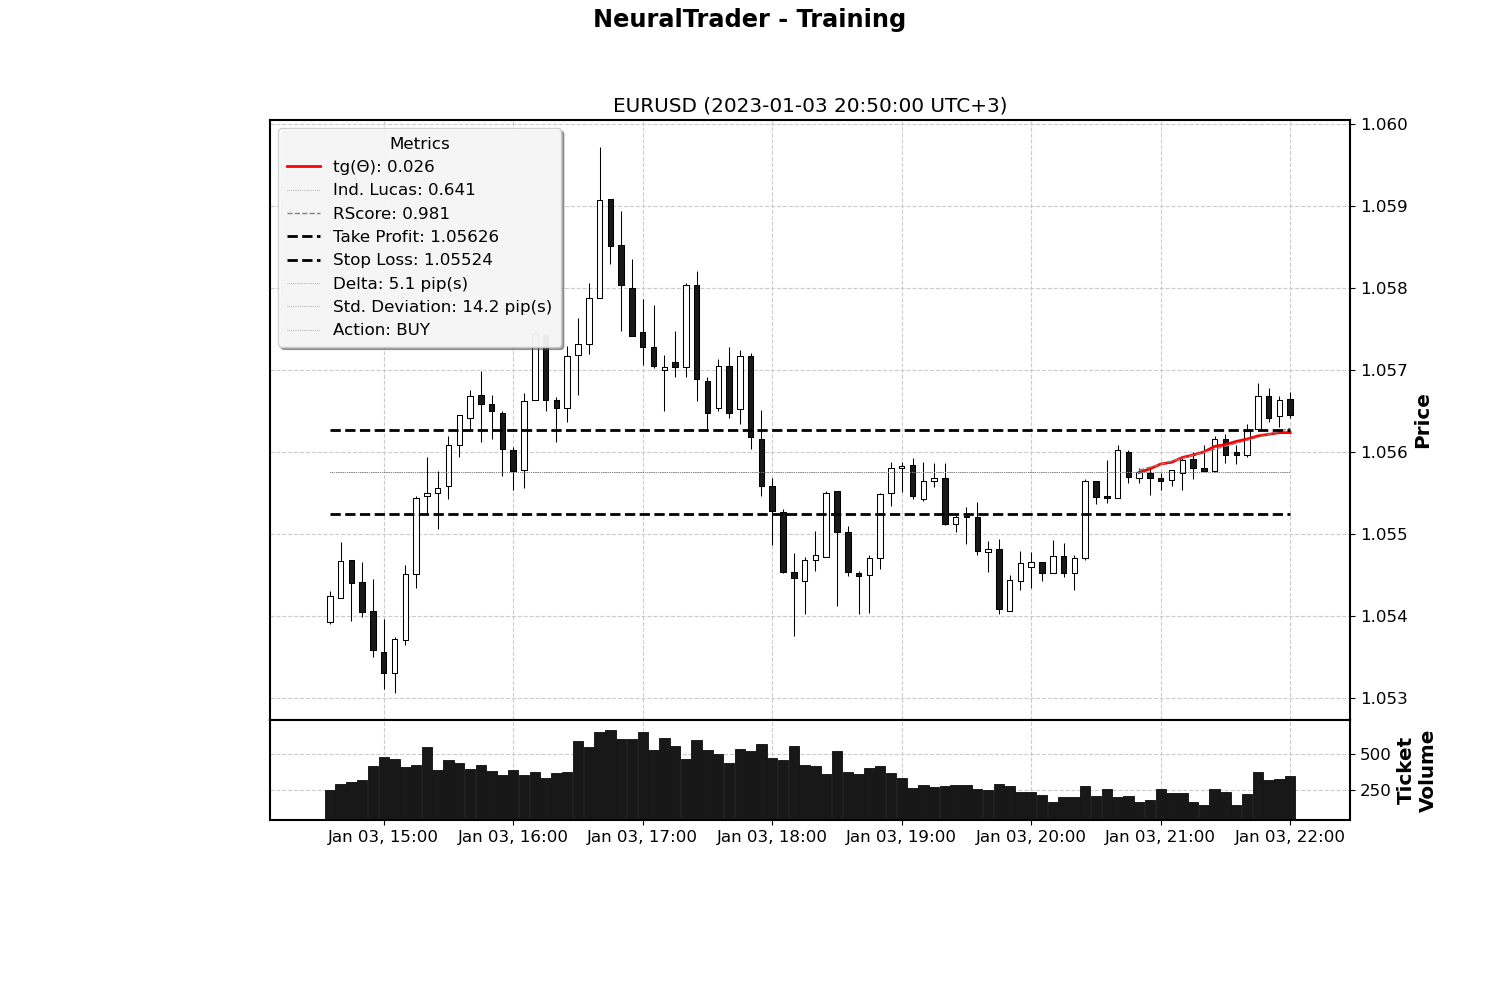 NeuralTrader - Training
EURUSD (2023-01-03 20:50:00 UTC+3)
Metrics
tg(Θ): 0.026
Ind. Lucas: 0.641
RScore: 0.981
Take Profit: 1.05626
Stop Loss: 1.05524
Delta: 5.1 pip(s)
Std. Deviation: 14.2 pip(s)
Action: BUY
1.060
1.059
1.058
1.057
1.056
1.055
1.054
1.053
Price
500
250
Ticket
Volume
Jan 03, 15:00
Jan 03, 16:00
Jan 03, 17:00
Jan 03, 18:00
Jan 03, 19:00
Jan 03, 20:00
Jan 03, 21:00
Jan 03, 22:00